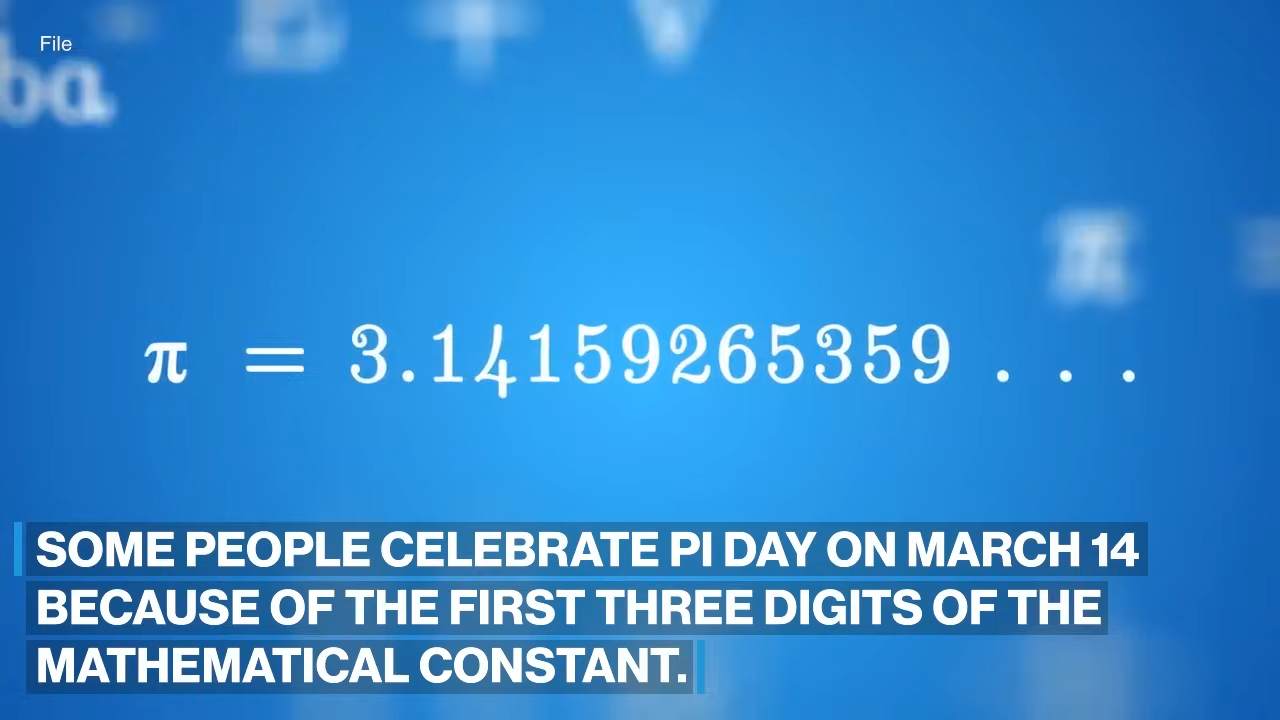 File
ba
π = 3.14159265359 . . .
SOME PEOPLE CELEBRATE PI DAY ON MARCH 14
BECAUSE OF THE FIRST THREE DIGITS OF THE
MATHEMATICAL CONSTANT.